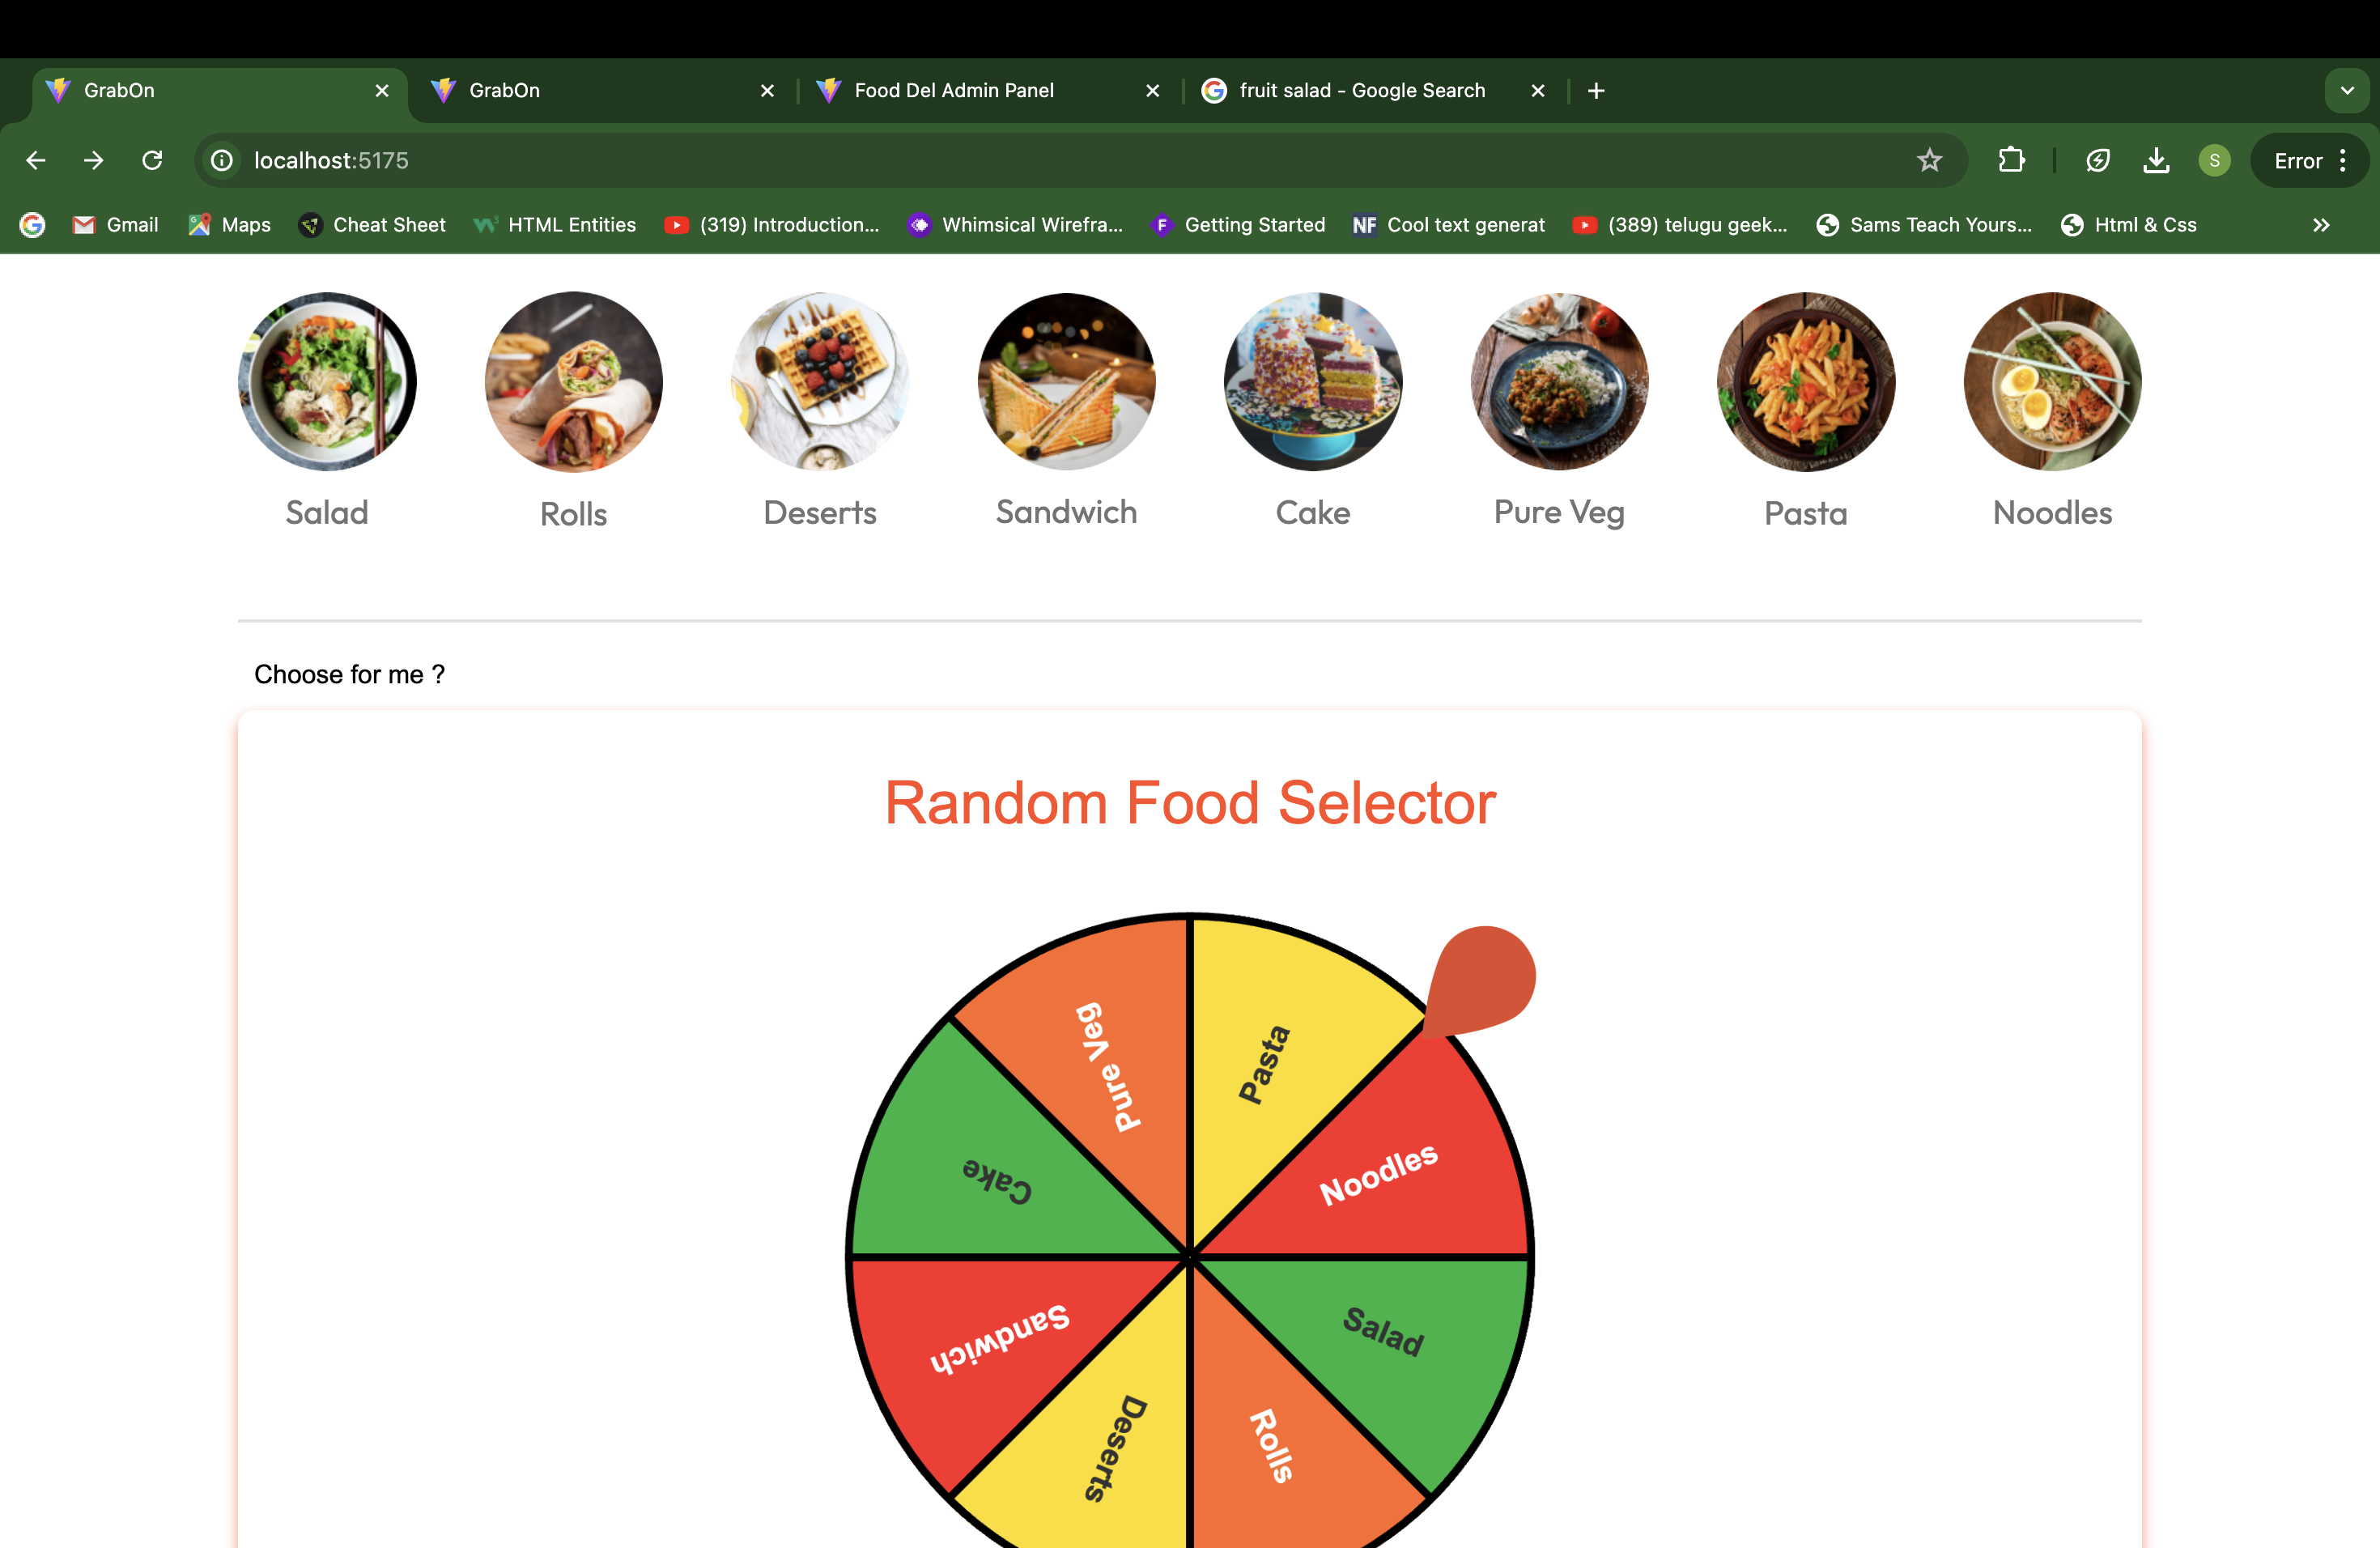 GrabOn
GrabOn
Food Del Admin Panel
fruit salad - Google Search
localhost:5175
S
Error
Gmail
Maps
Cheat Sheet
HTML Entities
(319) Introduction...
Whimsical Wirefra...
Getting Started
NF
Cool text generat
(389) telugu geek...
Sams Teach Yours...
Html & Css
Salad
Rolls
Deserts
Sandwich
Cake
Pure Veg
Pasta
Noodles
Choose for me ?
Random Food Selector
Pure Veg
Pasta
Cake
Noodles
Sandwich
Salad
Deserts
Rolls